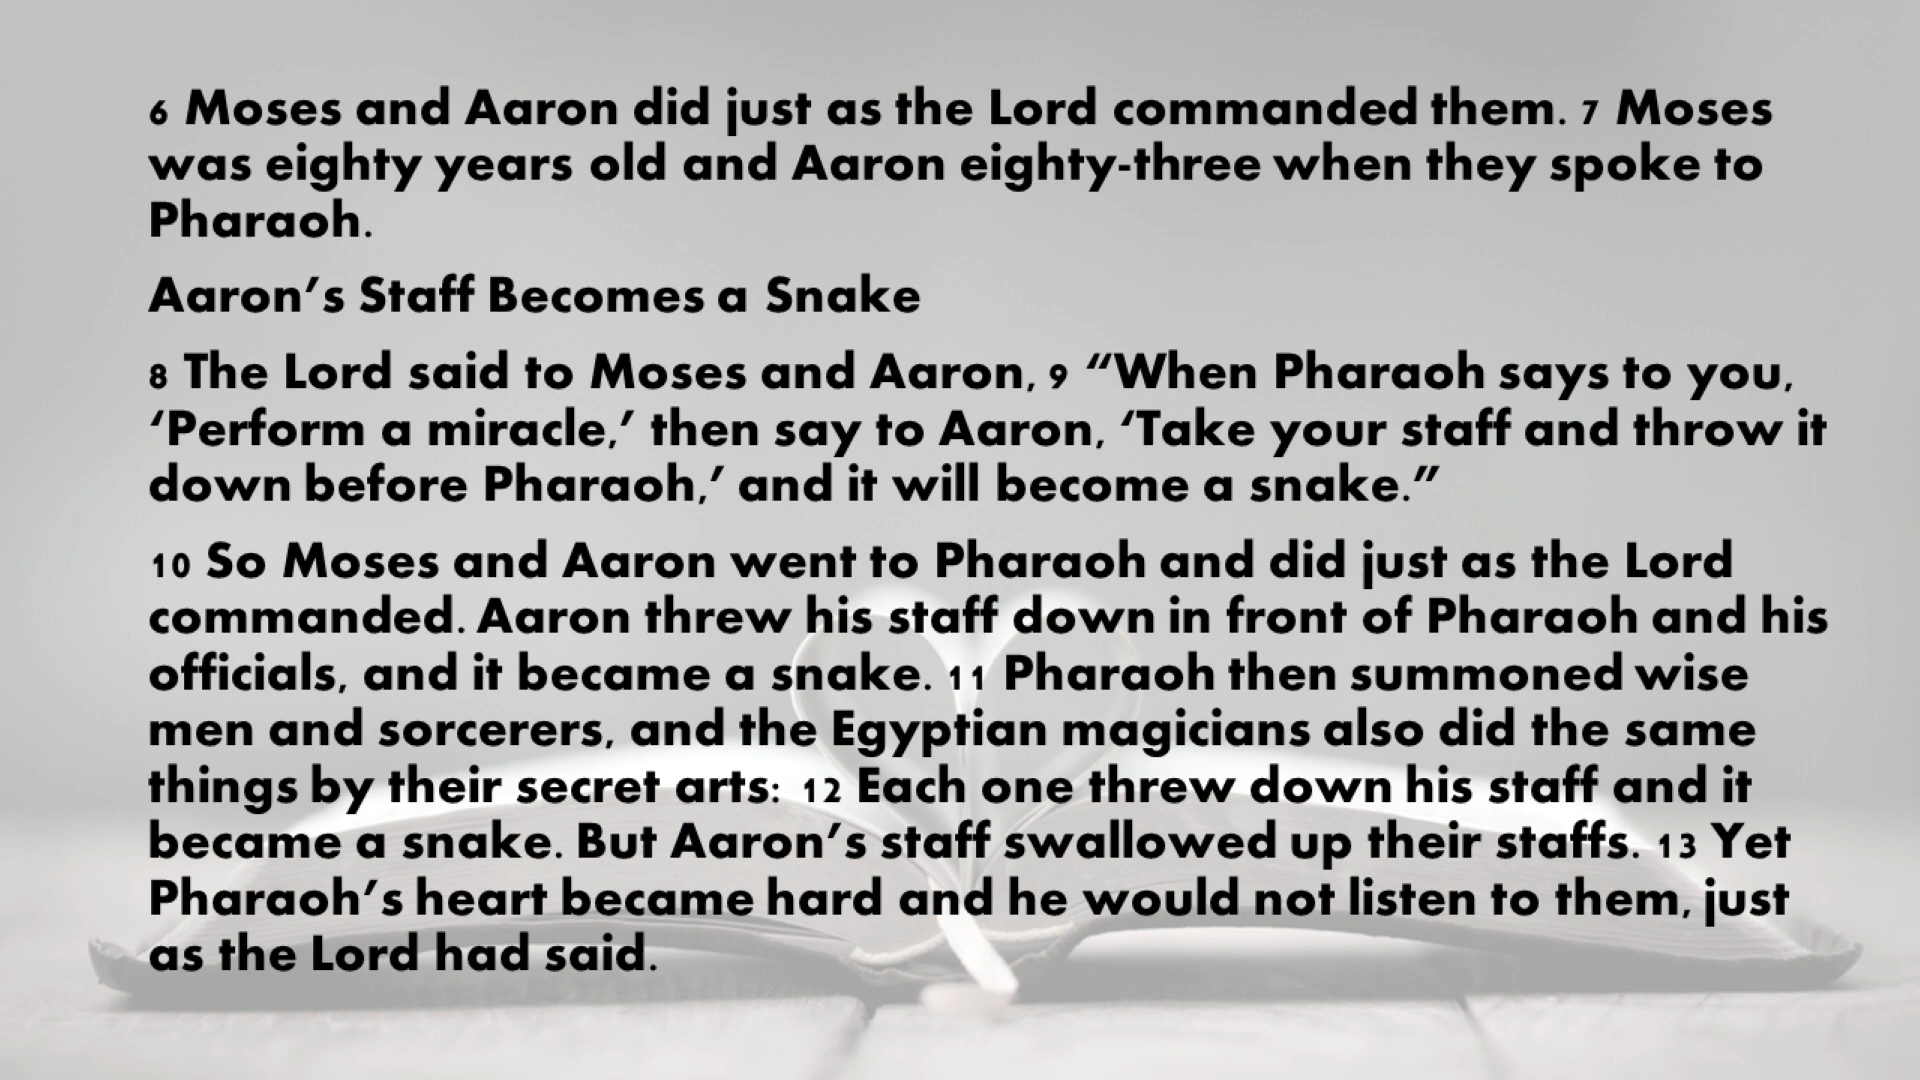 6 Moses and Aaron did just as the Lord commanded them. 7 Moses
was eighty years old and Aaron eighty-three when they spoke to
Pharaoh.
Aaron’s Staff Becomes a Snake
8 The Lord said to Moses and Aaron, 9 “When Pharaoh says to you,
‘Perform a miracle,’ then say to Aaron, ‘Take your staff and throw it
down before Pharaoh,’ and it will become a snake.”
10 So Moses and Aaron went to Pharaoh and did just as the Lord
commanded. Aaron threw his staff down in front of Pharaoh and his
officials, and it became a snake. 11 Pharaoh then summoned wise
men and sorcerers, and the Egyptian magicians also did the same
things by their secret arts: 12 Each one threw down his staff and it
became a snake. But Aaron’s staff swallowed up their staffs. 13 Yet
Pharaoh’s heart became hard and he would not listen to them, just
as the Lord had said.